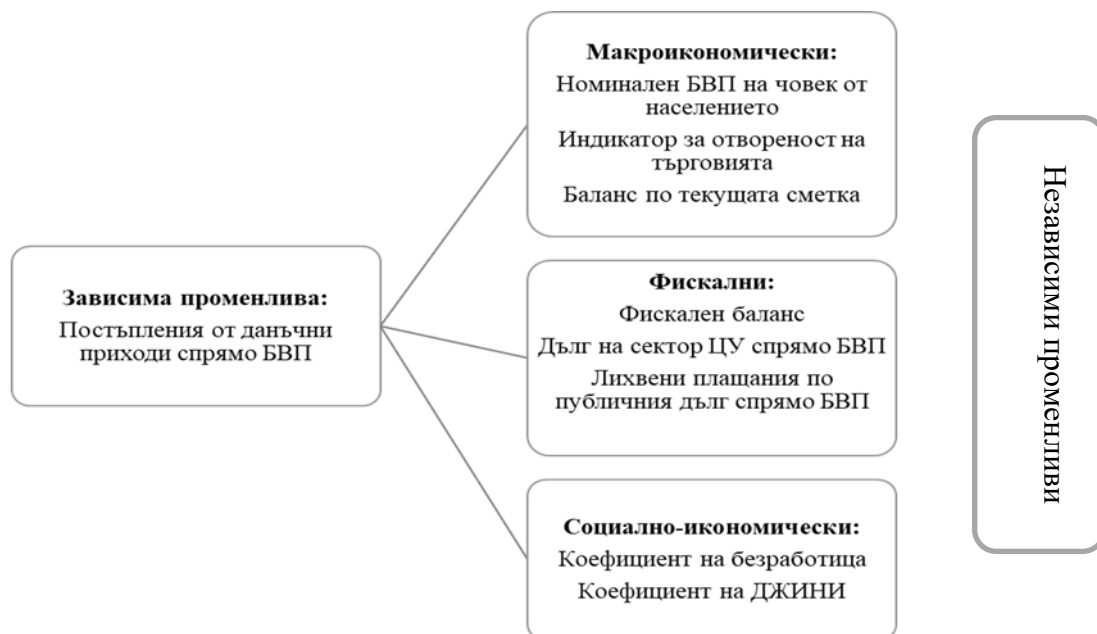 Макроикономически:
Номинален БВП на човек от
населението
Индикатор за отвореност на
търговията
Баланс по текущата сметка
Зависима променлива:
Постъпления от данъчни
приходи спрямо БВП
Фискални:
Фискален баланс
Дълг на сектор ЦУ спрямо БВП
Лихвени плащания по
публичния дълг спрямо БВП
Социално-икономически:
Коефициент на безработица
Коефициент на ДЖИНИ
Независими променливи